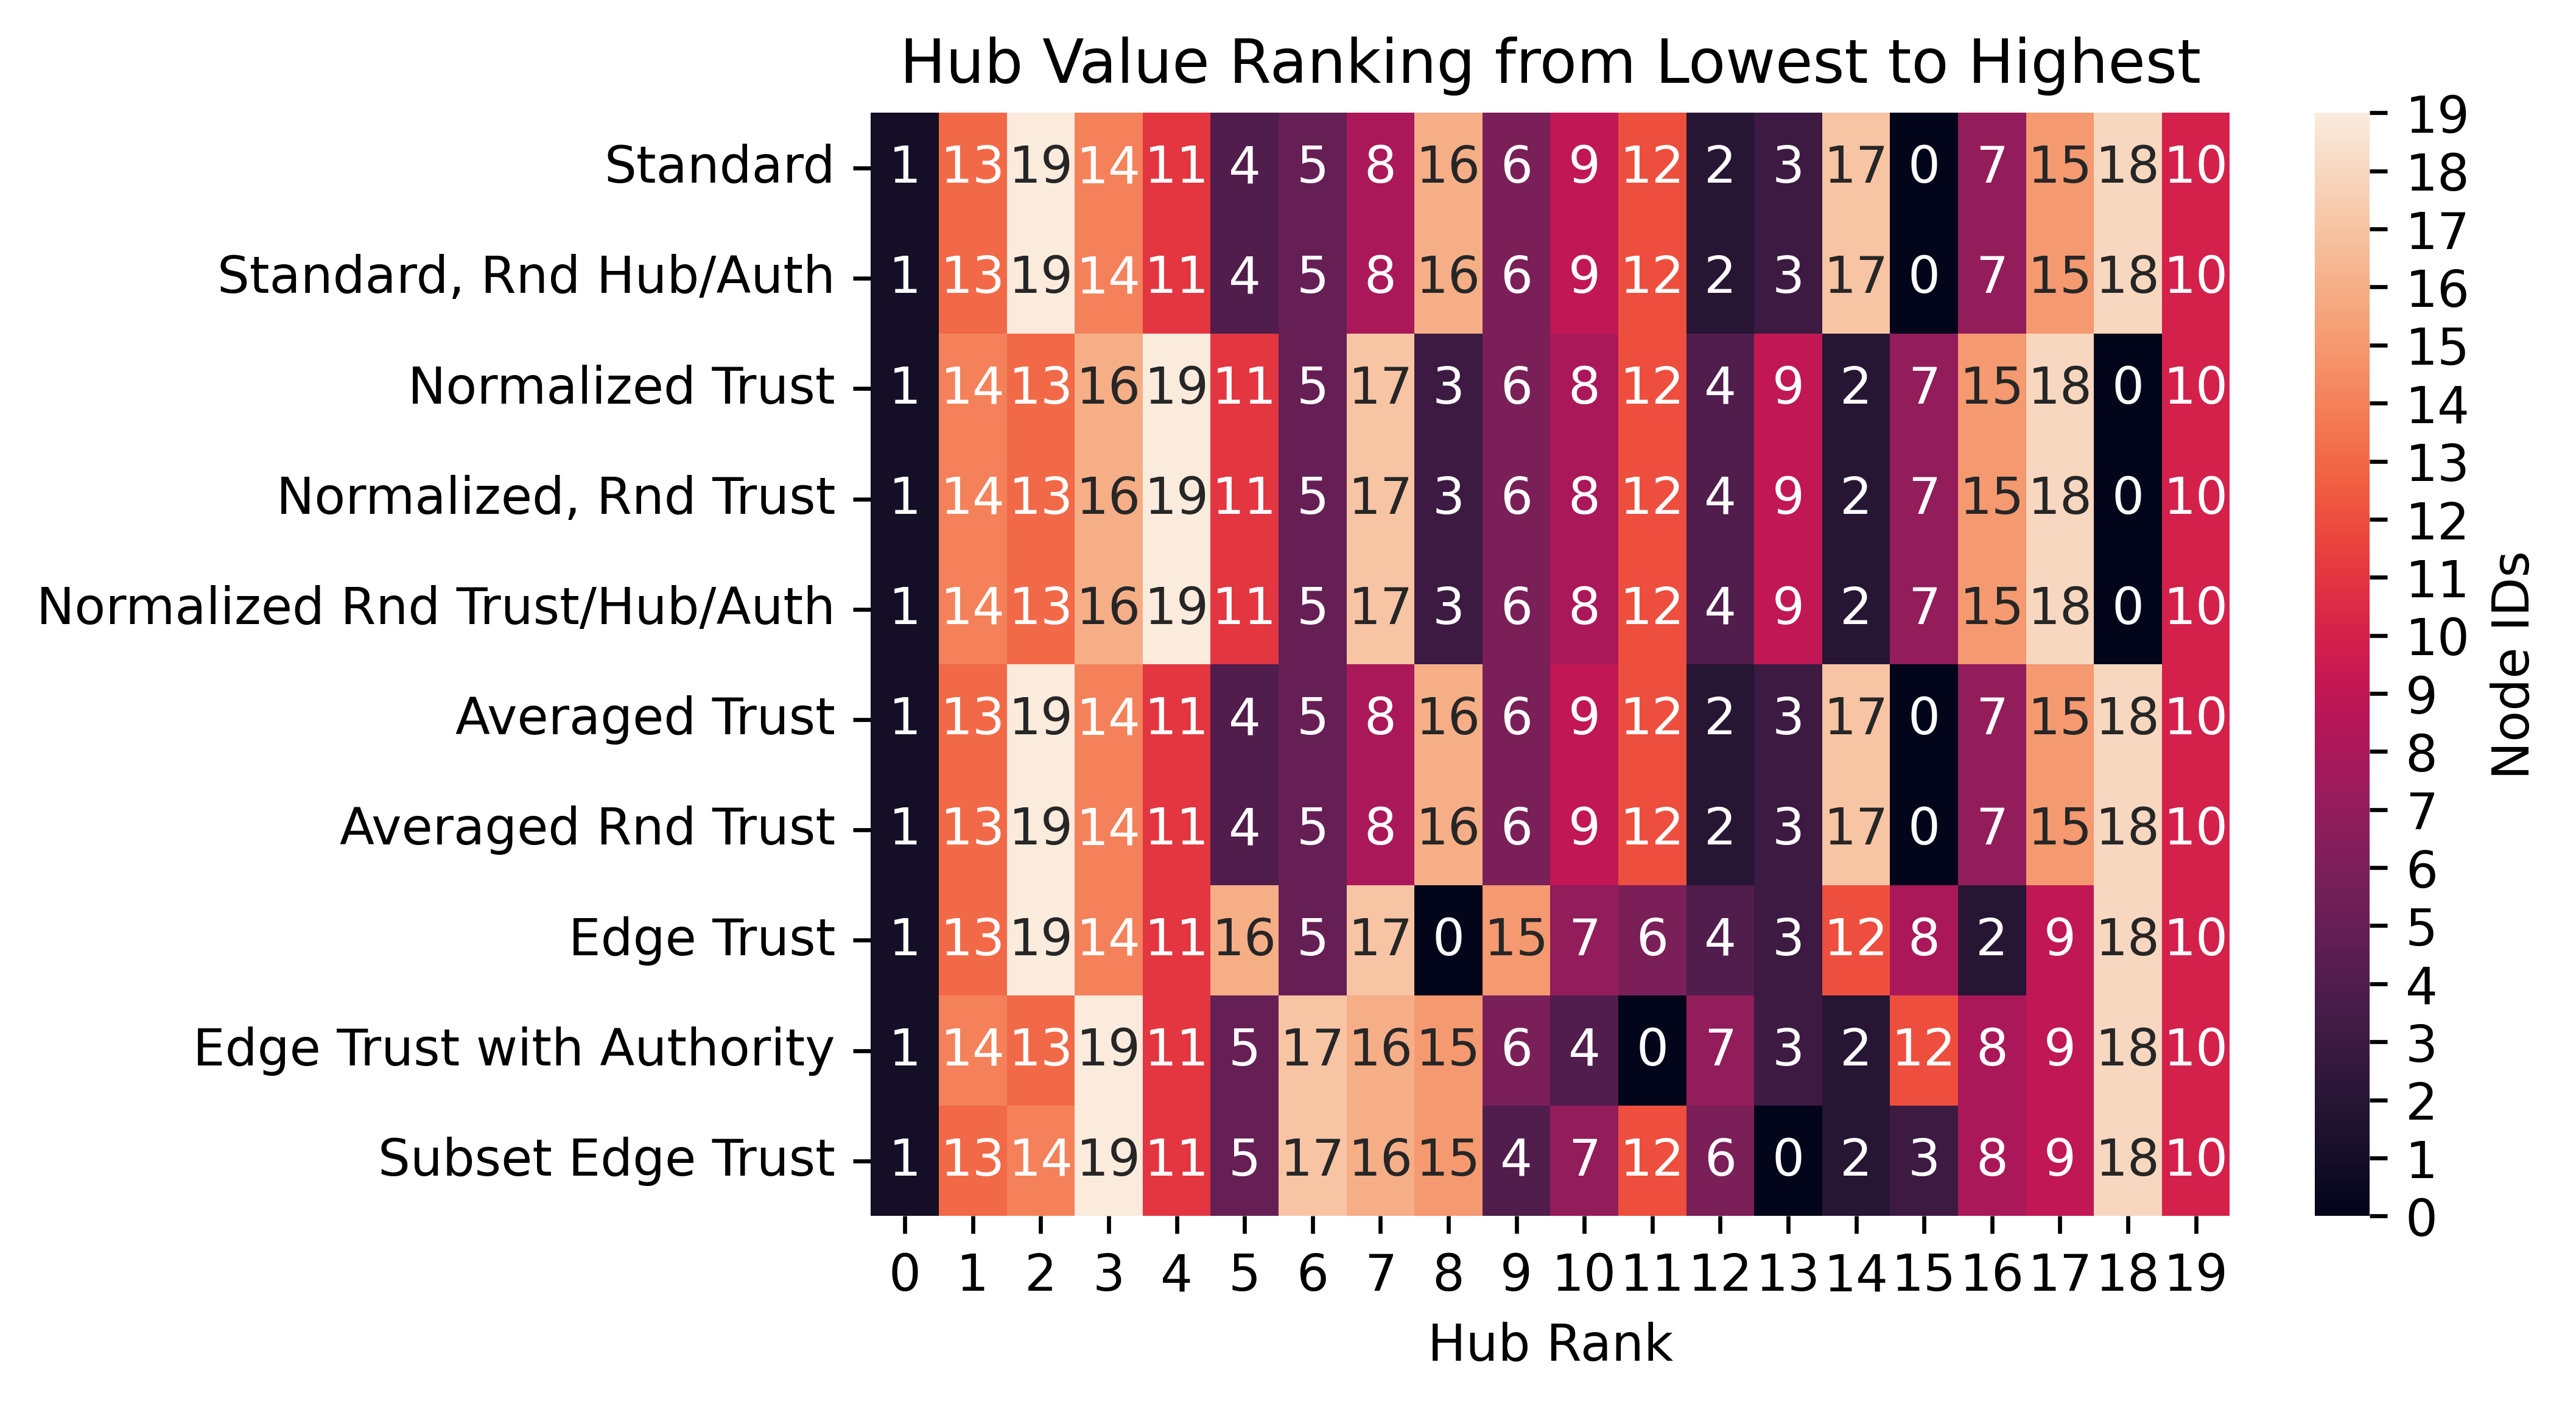 Hub Value Ranking from Lowest to Highest
Standard 1 13 19 14 11 4 5 8 16 6 9 12 2 3 17 0 7 15 18 10
Standard, Rnd Hub/Auth 1 13 19 14 11 4 5 8 16 6 9 12 2 3 17 0 7 15 18 10
Normalized Trust 1 14 13 16 19 11 5 17 3 6 8 12 4 9 2 7 15 18 0 10
Normalized, Rnd Trust 1 14 13 16 19 11 5 17 3 6 8 12 4 9 2 7 15 18 0 10
Normalized Rnd Trust/Hub/Auth 1 14 13 16 19 11 5 17 3 6 8 12 4 9 2 7 15 18 0 10
Averaged Trust 1 13 19 14 11 4 5 8 16 6 9 12 2 3 17 0 7 15 18 10
Averaged Rnd Trust 1 13 19 14 11 4 5 8 16 6 9 12 2 3 17 0 7 15 18 10
Edge Trust 1 13 19 14 11 16 5 17 0 15 7 6 4 3 12 8 2 9 18 10
Edge Trust with Authority 1 14 13 19 11 5 17 16 15 6 4 0 7 3 2 12 8 9 18 10
Subset Edge Trust 1 13 14 19 11 5 17 16 15 4 7 12 6 0 2 3 8 9 18 10
0 1 2 3 4 5 6 7 8 9 10 11 12 13 14 15 16 17 18 19
Hub Rank
19
18
17
16
15
14
13
12
11
10
9
8
7
6
5
4
3
2
1
0
Node IDs